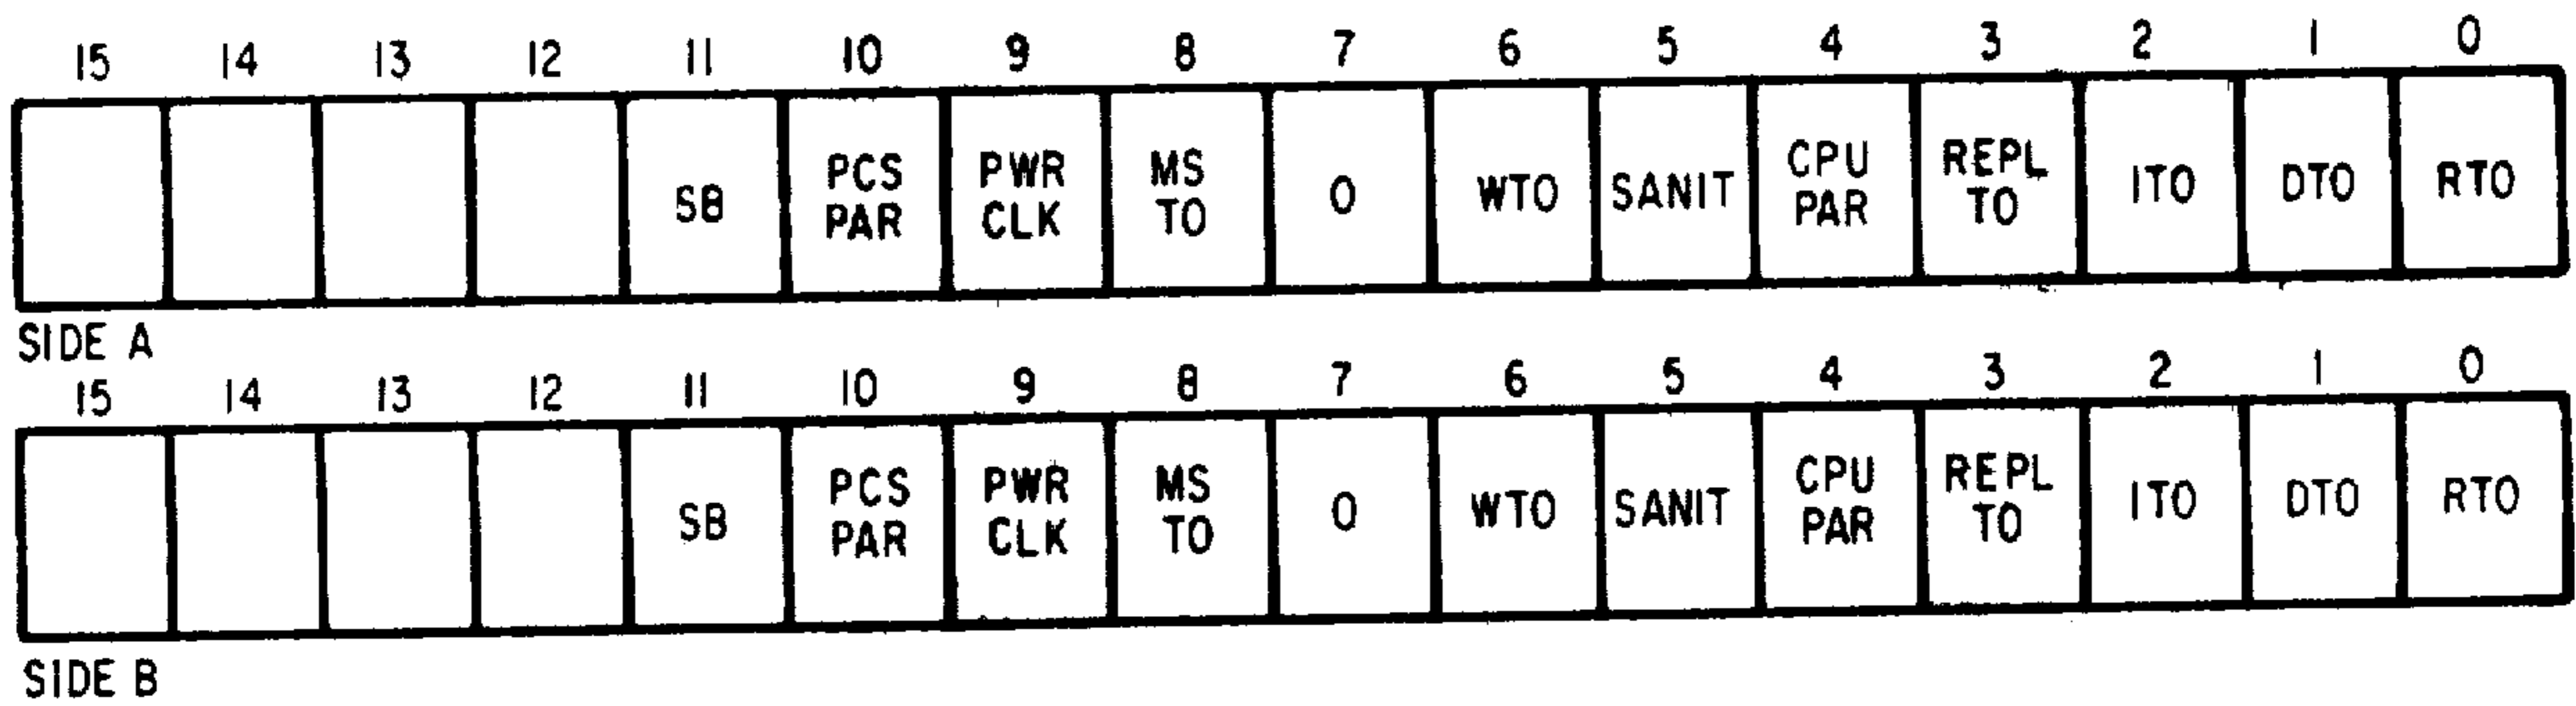 15 14 13 12 11 10 9 8 7 6 5 4 3 2 1 0
SB PCS PAR PWR CLK MS TO 0 WTO SANIT CPU PAR REPL TO ITO DTO RTO
SIDE A
15 14 13 12 11 10 9 8 7 6 5 4 3 2 1 0
SB PCS PAR PWR CLK MS TO 0 WTO SANIT CPU PAR REPL TO ITO DTO RTO
SIDE B